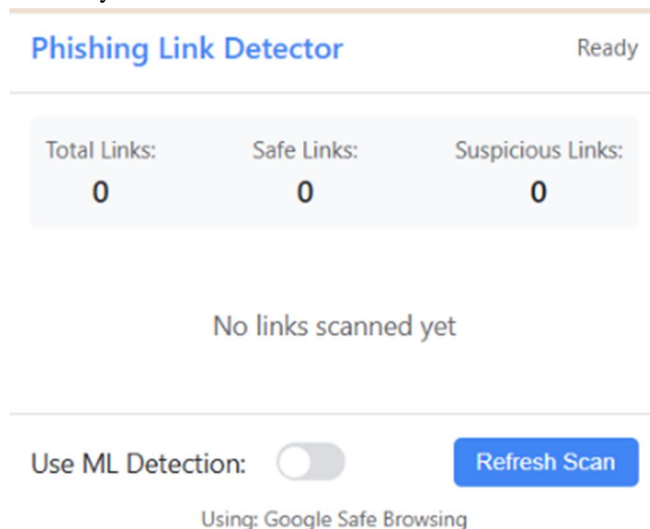 Phishing Link Detector Ready
Total Links: Safe Links: Suspicious Links:
0 0 0
No links scanned yet
Use ML Detection: Refresh Scan
Using: Google Safe Browsing